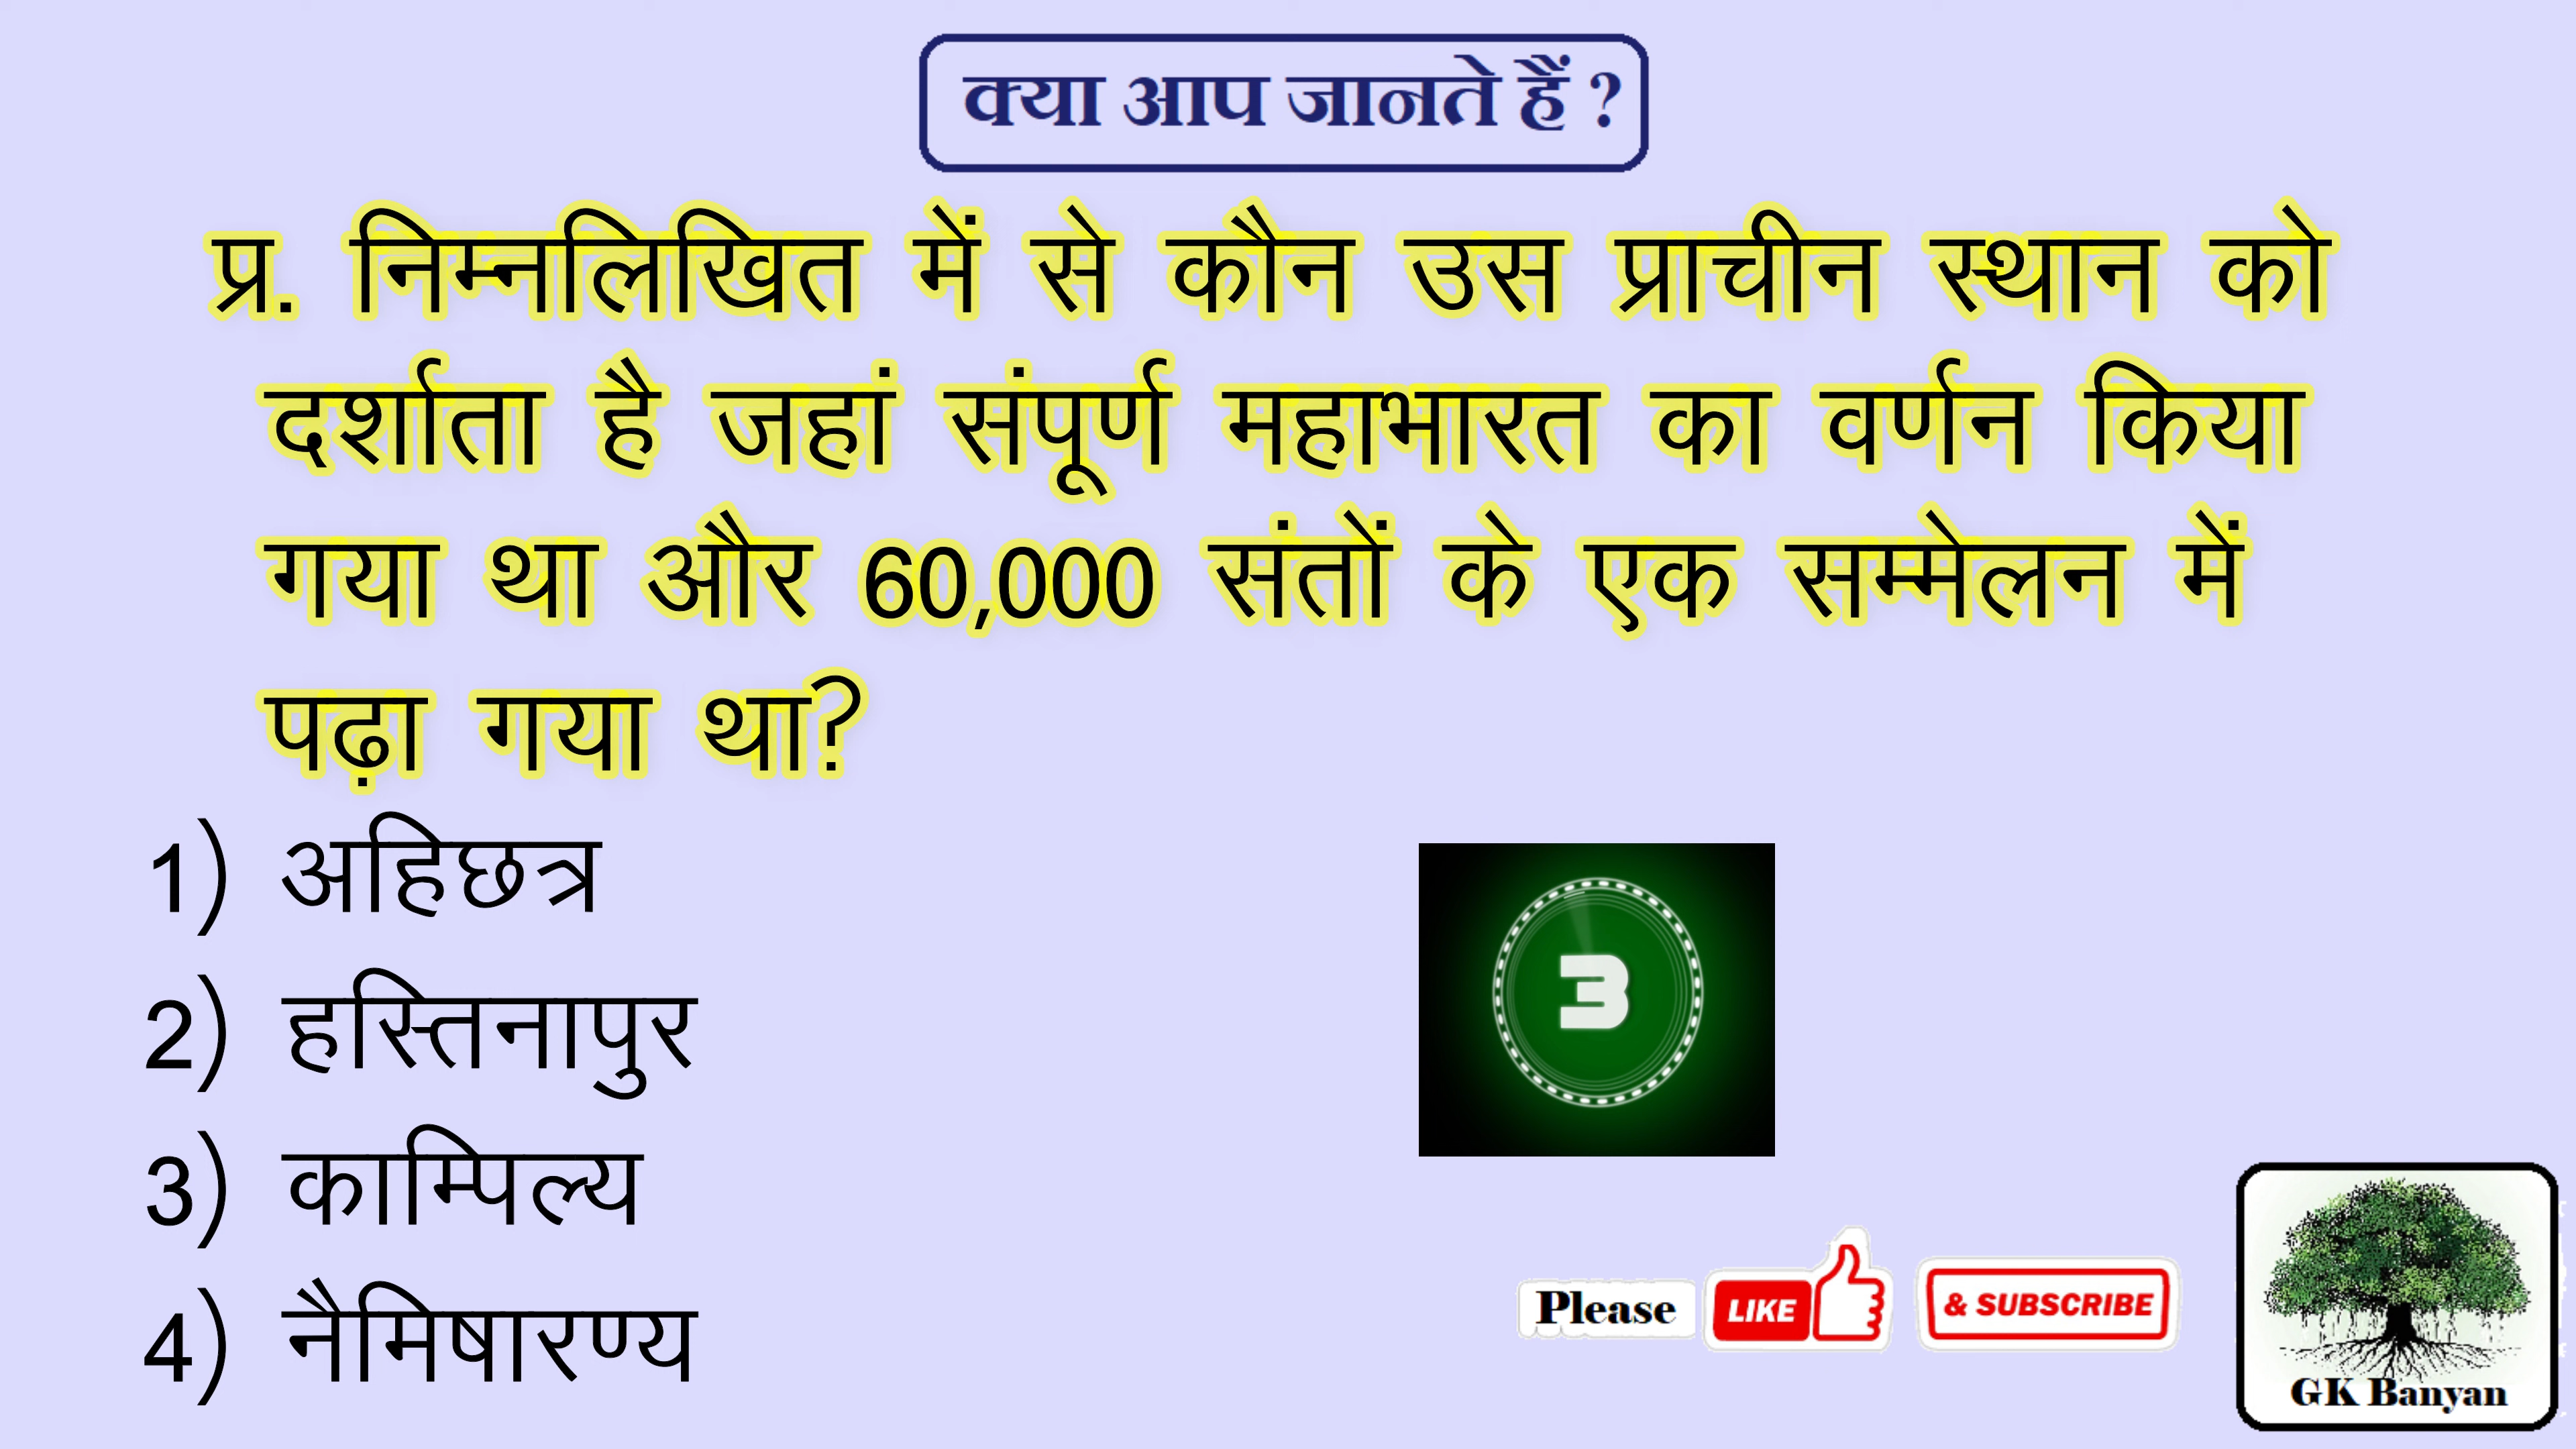 क्या आप जानते हैं ?
प्र. निम्नलिखित में से कौन उस प्राचीन स्थान को
दर्शाता है जहां संपूर्ण महाभारत का वर्णन किया
गया था और 60,000 संतों के एक सम्मेलन में
पढ़ा गया था?
1) अहिछत्र
2) हस्तिनापुर
3) काम्पिल्य
4) नैमिषारण्य
3
Please LIKE & SUBSCRIBE
GK Banyan